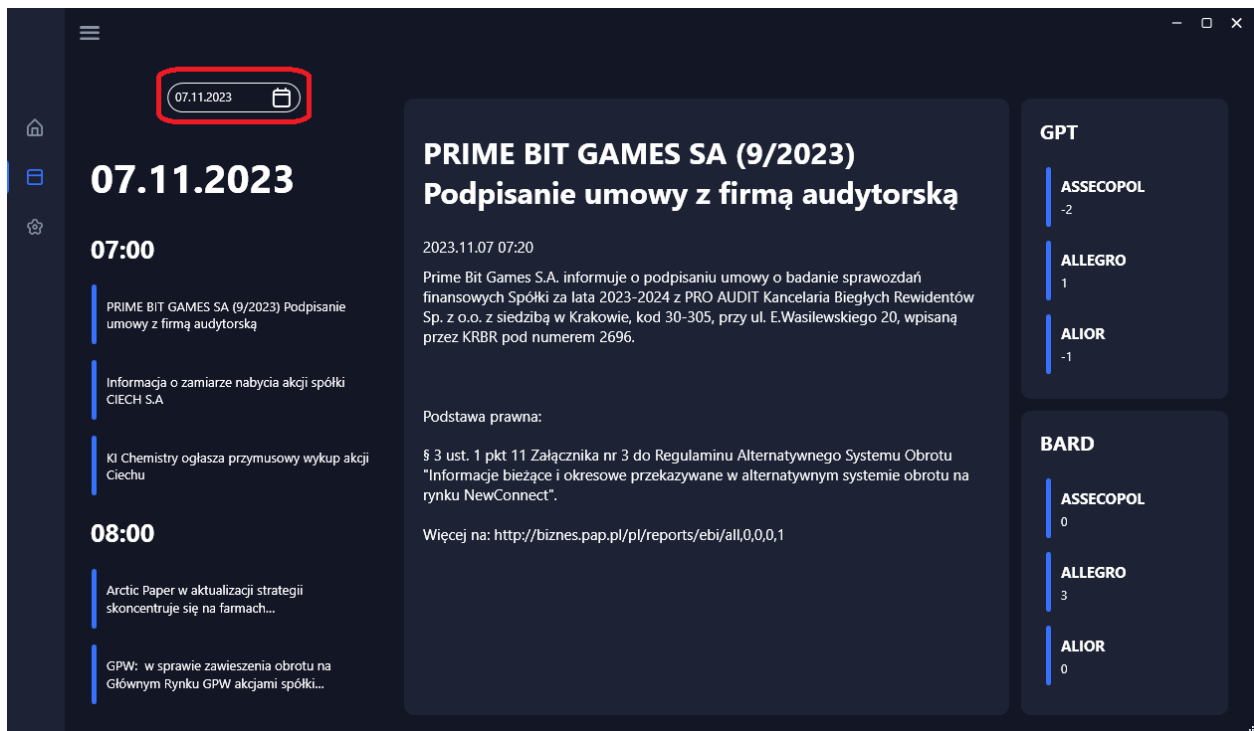 07.11.2023
07.11.2023
07:00
PRIME BIT GAMES SA (9/2023) Podpisanie
umowy z firmą audytorską
Informacja o zamiarze nabycia akcji spółki
CIECH S.A
KI Chemistry ogłasza przymusowy wykup akcji
Ciechu
08:00
Arctic Paper w aktualizacji strategii
skoncentruje się na farmach...
GPW:  w sprawie zawieszenia obrotu na
Głównym Rynku GPW akcjami spółki...
PRIME BIT GAMES SA (9/2023)
Podpisanie umowy z firmą audytorską
2023.11.07 07:20
Prime Bit Games S.A. informuje o podpisaniu umowy o badanie sprawozdań
finansowych Spółki za lata 2023-2024 z PRO AUDIT Kancelaria Biegłych Rewidentów
Sp. z o.o. z siedzibą w Krakowie, kod 30-305, przy ul. E.Wasilewskiego 20, wpisaną
przez KRBR pod numerem 2696.
Podstawa prawna:
§ 3 ust. 1 pkt 11 Załącznika nr 3 do Regulaminu Alternatywnego Systemu Obrotu
"Informacje bieżące i okresowe przekazywane w alternatywnym systemie obrotu na
rynku NewConnect".
Więcej na: http://biznes.pap.pl/pl/reports/ebi/all,0,0,0,1
GPT
ASSECOPOL
-2
ALLEGRO
1
ALIOR
-1
BARD
ASSECOPOL
0
ALLEGRO
3
ALIOR
0